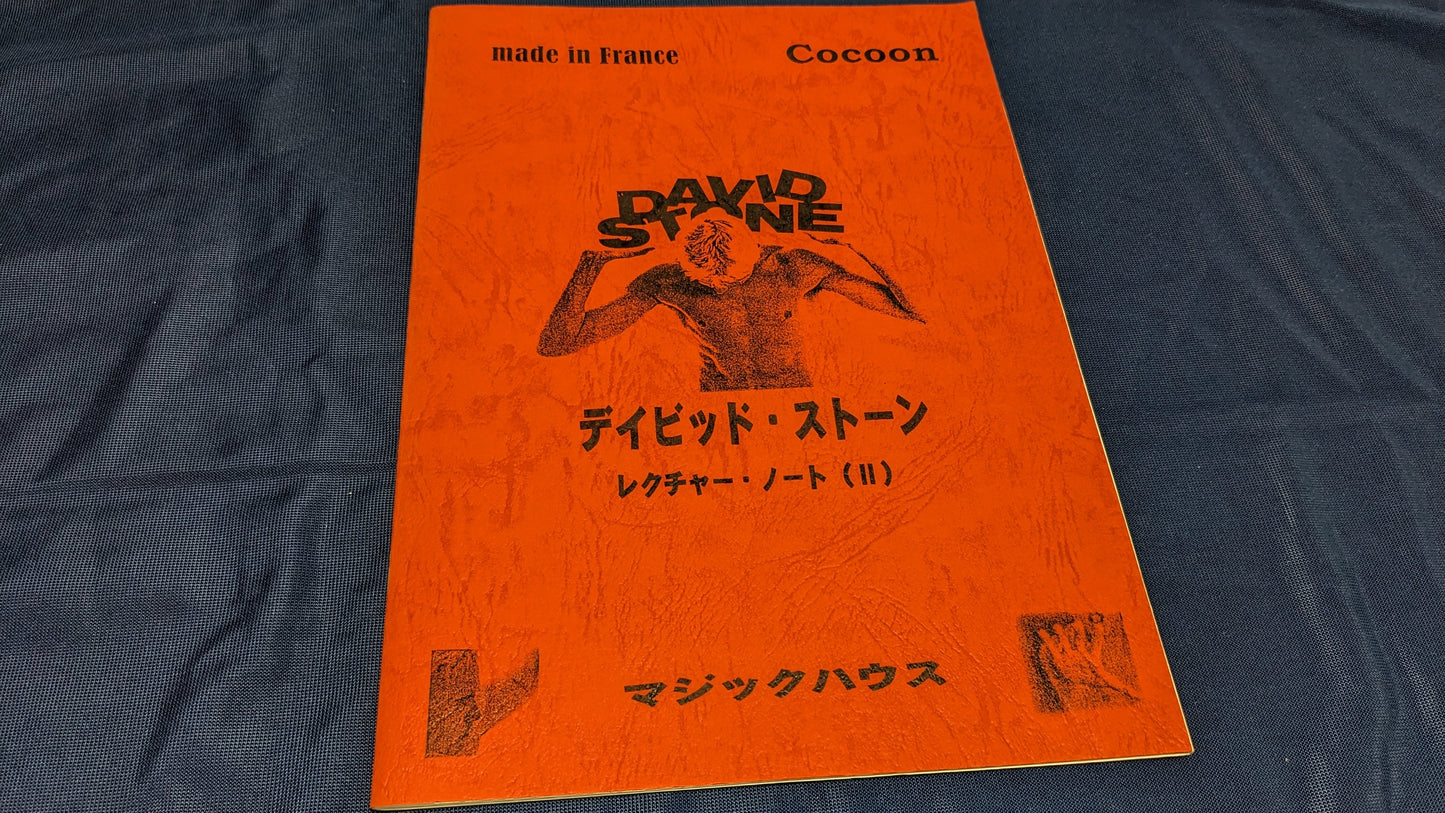 made in France Cocoon
DAVID
STONE
デイビッド・ストーン
レクチャー・ノート（II）
マジックハウス